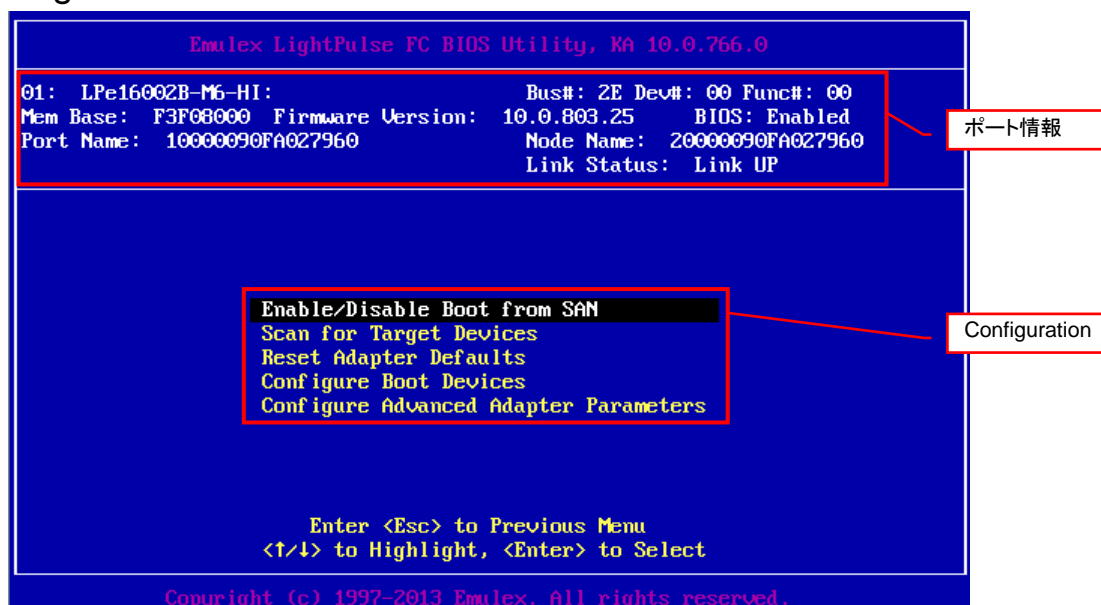 Emulex LightPulse FC BIOS Utility, KA 10.0.766.0
01: LPe16002B-M6-HI: Bus#: 2E Dev#: 00 Func#: 00
Mem Base: F3F08000 Firmware Version: 10.0.803.25 BIOS: Enabled
Port Name: 10000090FA027960 Node Name: 20000090FA027960
Link Status: Link UP
ポート情報
Enable/Disable Boot from SAN
Scan for Target Devices
Reset Adapter Defaults
Configure Boot Devices
Configure Advanced Adapter Parameters
Configuration
Enter <Esc> to Previous Menu
<↑/↓> to Highlight, <Enter> to Select
Copyright (c) 1997-2013 Emulex. All rights reserved.